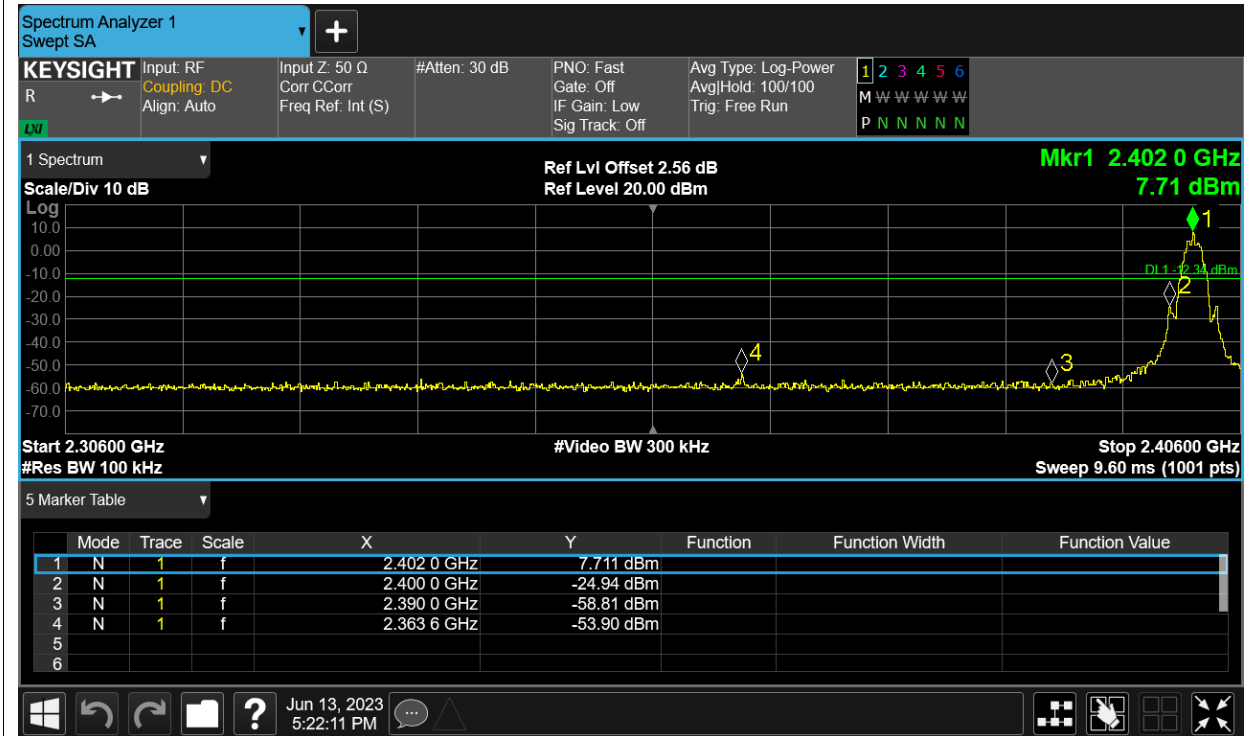 Spectrum Analyzer 1
Swept SA
+
KEYSIGHT Input: RF Input Z: 50 Ω #Atten: 30 dB PNO: Fast Avg Type: Log-Power 1 2 3 4 5 6
R Coupling: DC Corr CCorr Gate: Off Avg|Hold: 100/100 M W W W W W
Align: Auto Freq Ref: Int (S) IF Gain: Low Trig: Free Run
LXI Sig Track: Off P N N N N N N
1 Spectrum Ref Lvl Offset 2.56 dB Mkr1 2.402 0 GHz
Scale/Div 10 dB Ref Level 20.00 dBm 7.71 dBm
Log
1
10.0
0.00
-10.0 DL1 -12.34 dBm
2
-20.0
-30.0
-40.0
4
3
-50.0
-60.0
-70.0
Start 2.30600 GHz #Video BW 300 kHz Stop 2.40600 GHz
#Res BW 100 kHz Sweep 9.60 ms (1001 pts)
5 Marker Table
Mode Trace Scale X Y Function Function Width Function Value
1 N 1 f 2.402 0 GHz 7.711 dBm
2 N 1 f 2.400 0 GHz -24.94 dBm
3 N 1 f 2.390 0 GHz -58.81 dBm
4 N 1 f 2.363 6 GHz -53.90 dBm
5
6
? Jun 13, 2023
5:22:11 PM